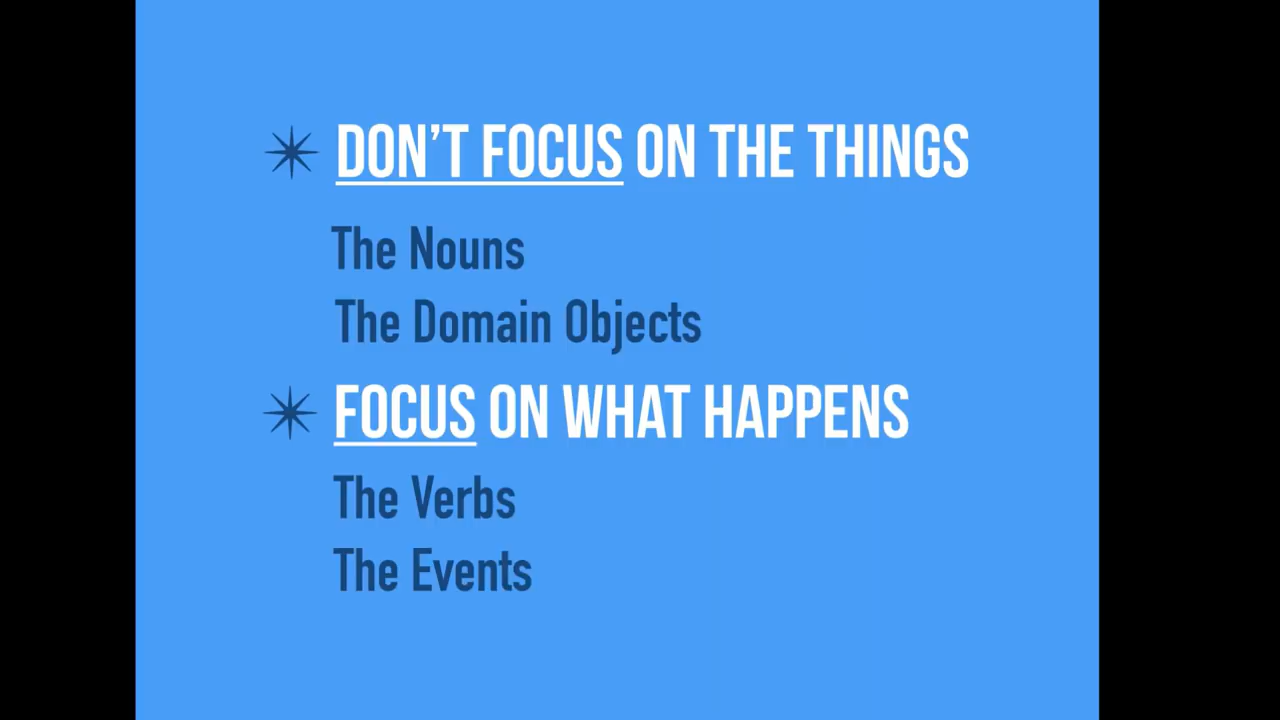 DON'T FOCUS ON THE THINGS
The Nouns
The Domain Objects
FOCUS ON WHAT HAPPENS
The Verbs
The Events